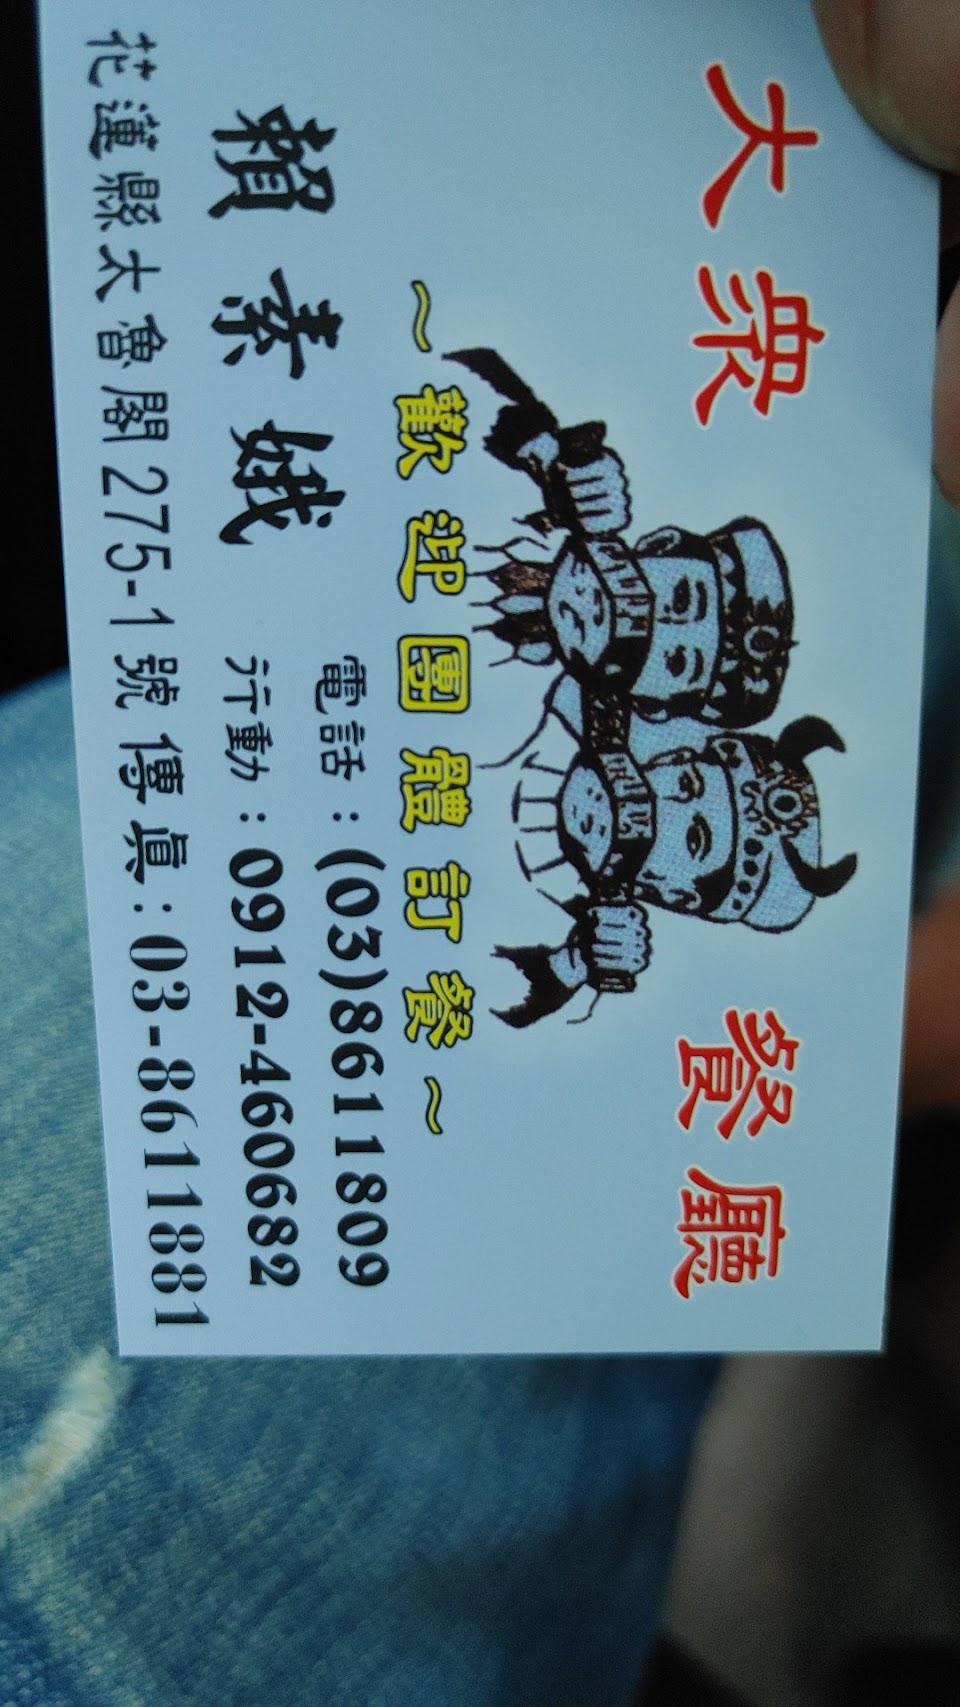 大眾餐廳
~歡迎團體訂餐~
電話:(03)8611809
賴素娥 行動:0912-460682
花蓮縣太魯閣275-1號 傳真:03-8611881